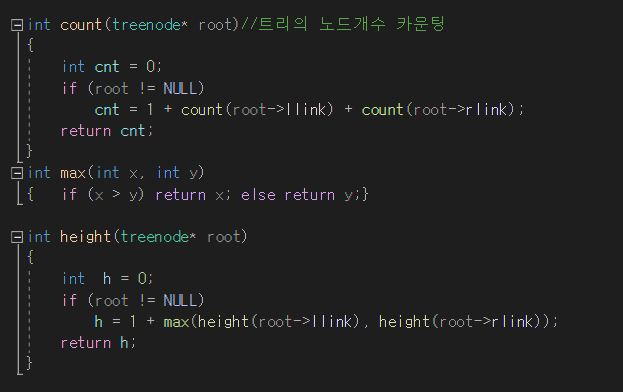 int count(treenode* root)//트리의 노드개수 카운팅
{
int cnt = 0;
if (root != NULL)
cnt = 1 + count(root->llink) + count(root->rlink);
return cnt;
}
int max(int x, int y)
{ if (x > y) return x; else return y;}
int height(treenode* root)
{
int h = 0;
if (root != NULL)
h = 1 + max(height(root->llink), height(root->rlink));
return h;
}